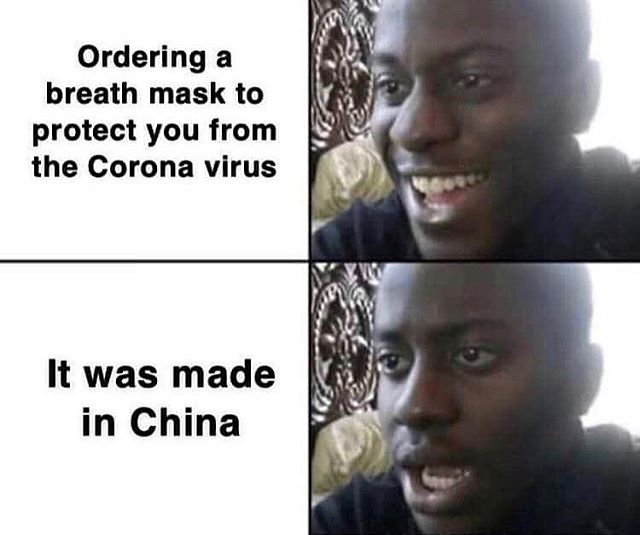 Ordering a
breath mask to
protect you from
the Corona virus
It was made
in China